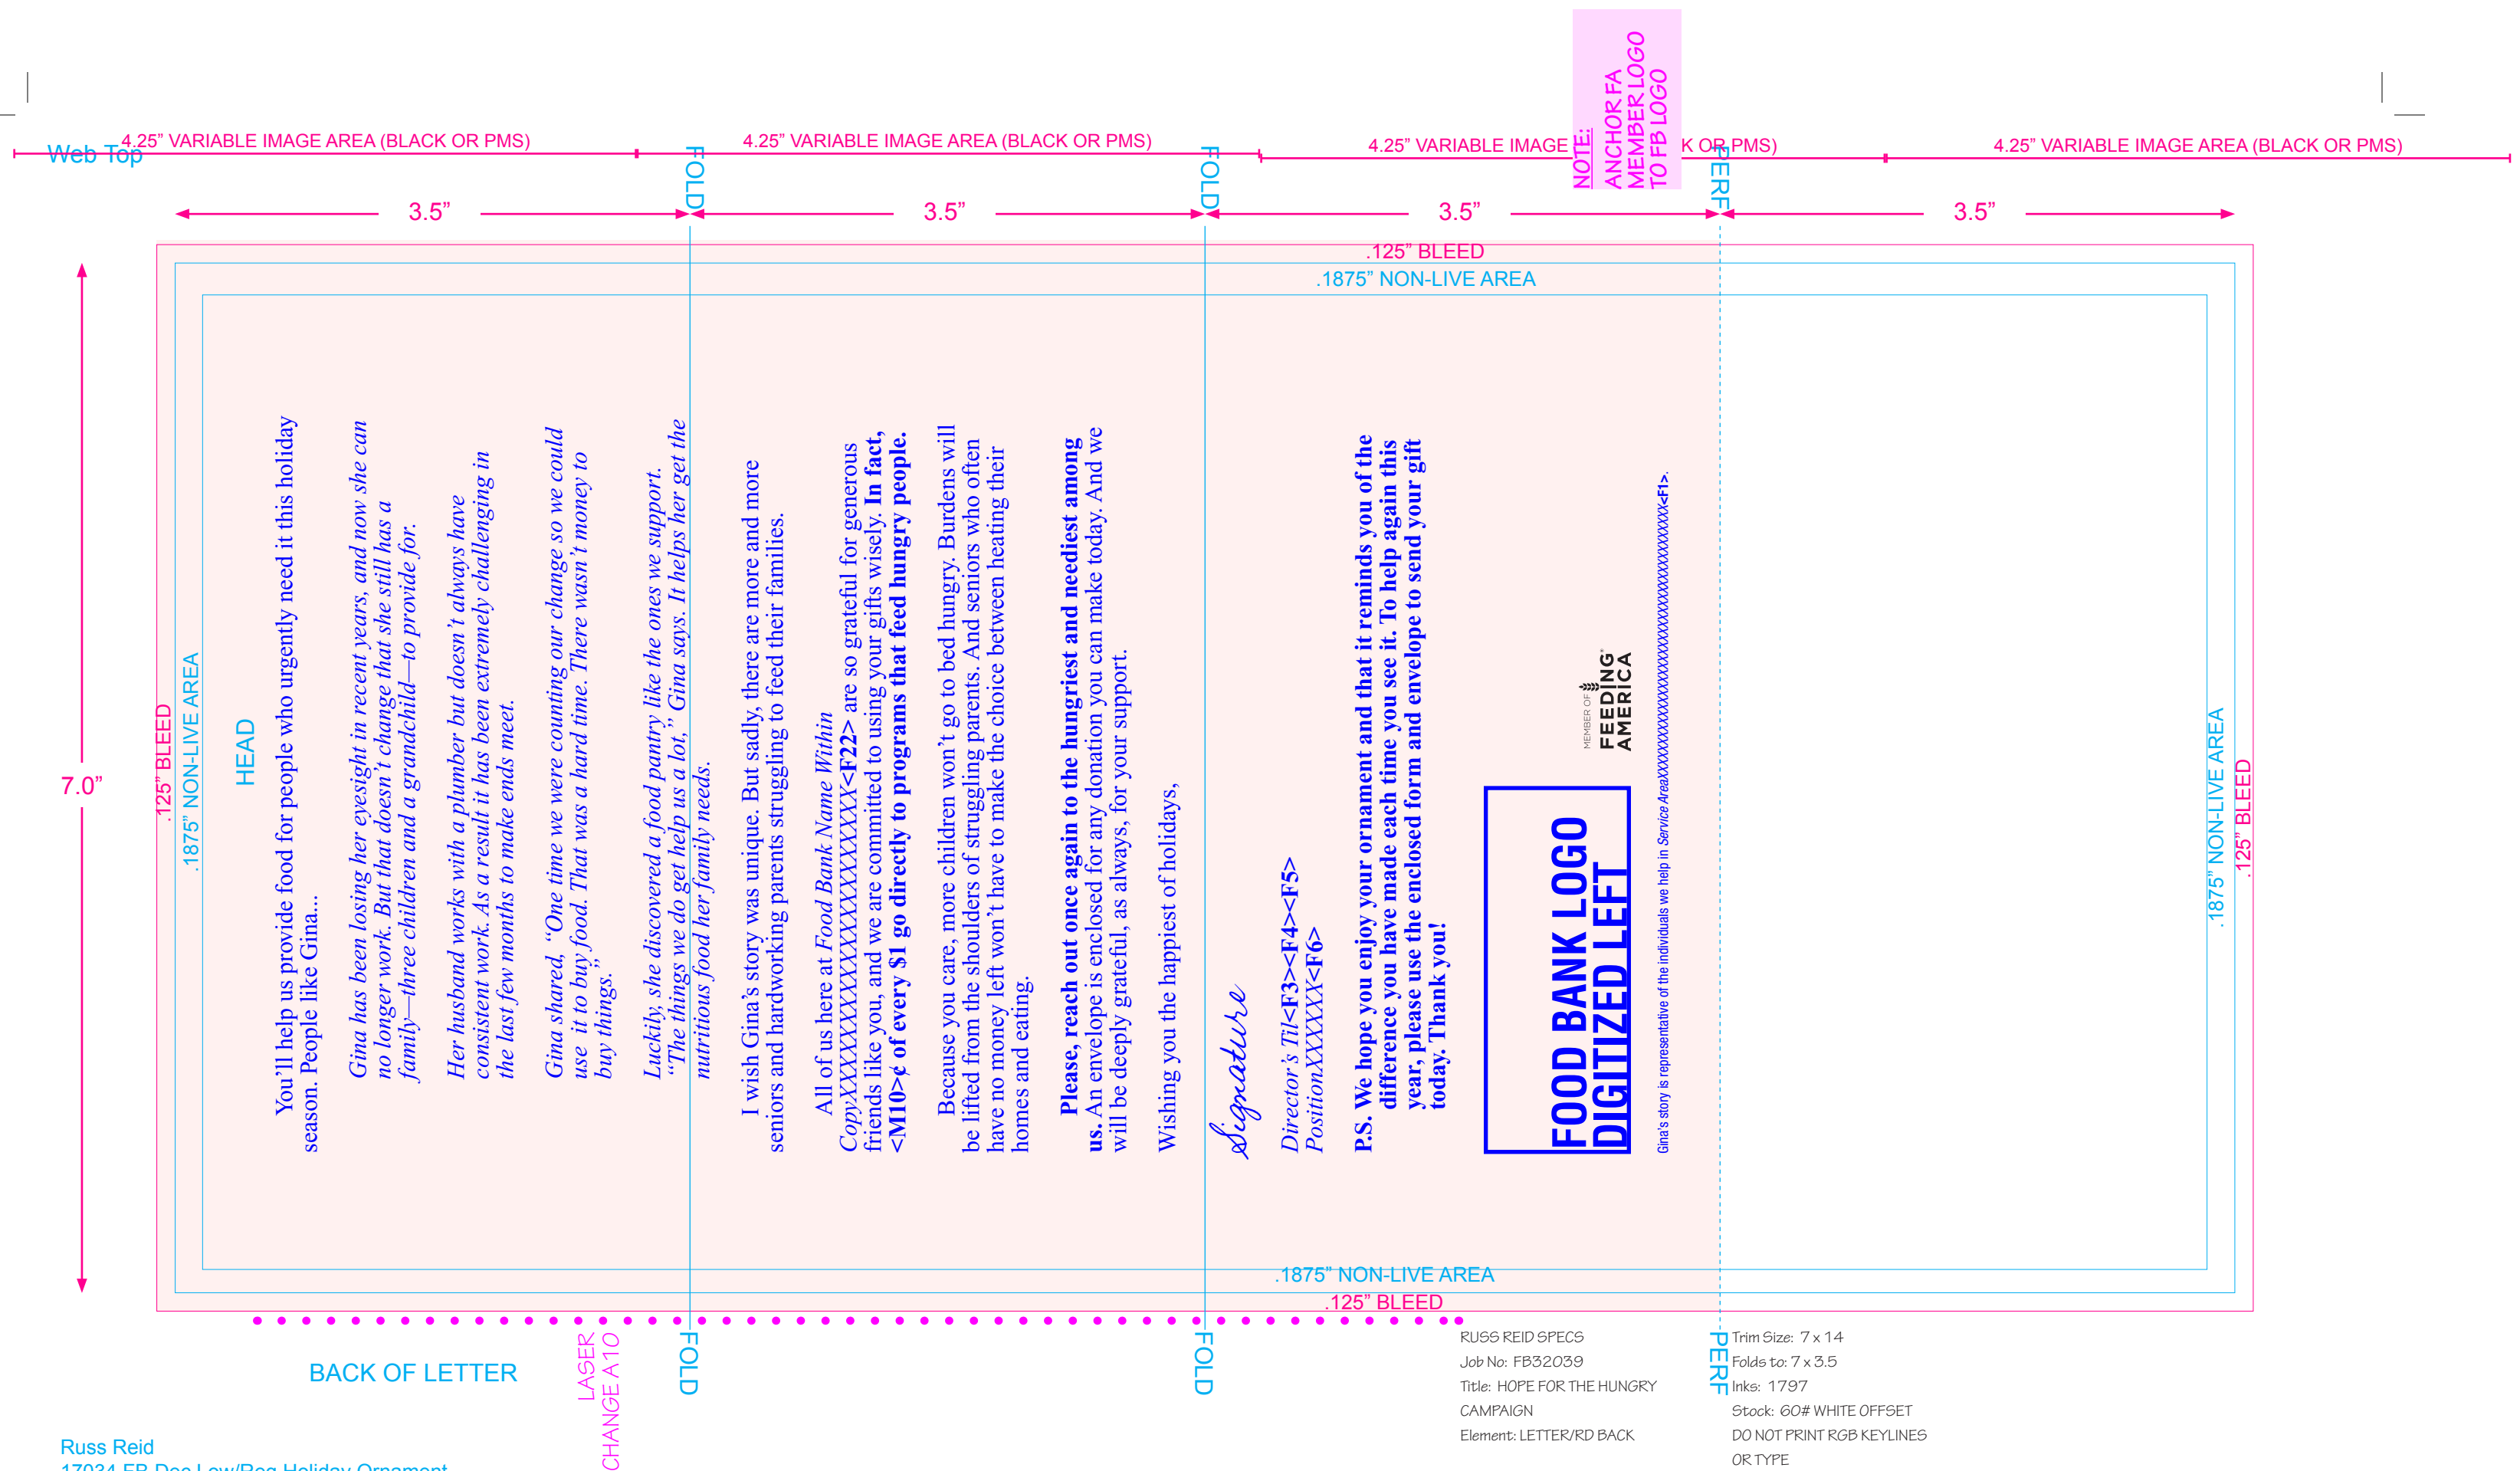 NOTE:
ANCHOR FA
MEMBER LOGO
TO FB LOGO
Web Top
4.25” VARIABLE IMAGE AREA (BLACK OR PMS)
4.25” VARIABLE IMAGE AREA (BLACK OR PMS)
4.25” VARIABLE IMAGE K OR PMS)
4.25” VARIABLE IMAGE AREA (BLACK OR PMS)
FOLD
FOLD
PERF
3.5”
3.5”
3.5”
3.5”
.125” BLEED
.1875” NON-LIVE AREA
7.0”
.125” BLEED
.1875” NON-LIVE AREA
HEAD
You’ll help us provide food for people who urgently need it this holiday
season. People like Gina...
Gina has been losing her eyesight in recent years, and now she can
no longer work. But that doesn’t change that she still has a
family—three children and a grandchild—to provide for.
Her husband works with a plumber but doesn’t always have
consistent work. As a result it has been extremely challenging in
the last few months to make ends meet.
Gina shared, “One time we were counting our change so we could
use it to buy food. That was a hard time. There wasn’t money to
buy things.”
Luckily, she discovered a food pantry like the ones we support.
“The things we do get help us a lot,” Gina says. It helps her get the
nutritious food her family needs.
I wish Gina’s story was unique. But sadly, there are more and more
seniors and hardworking parents struggling to feed their families.
All of us here at Food Bank Name Within
<F22> are so grateful for generous
friends like you, and we are committed to using your gifts wisely. In fact,
<M10>¢ of every $1 go directly to programs that feed hungry people.
Because you care, more children won’t go to bed hungry. Burdens will
be lifted from the shoulders of struggling parents. And seniors who often
have no money left won’t have to make the choice between heating their
homes and eating.
Please, reach out once again to the hungriest and neediest among
us. An envelope is enclosed for any donation you can make today. And we
will be deeply grateful, as always, for your support.
Wishing you the happiest of holidays,
Signature
Director’s Til<F3><F4><F5>
PositionXXXXXXX<F6>
P.S. We hope you enjoy your ornament and that it reminds you of the
difference you have made each time you see it. To help again this
year, please use the enclosed form and envelope to send your gift
today. Thank you!
FOOD BANK LOGO
DIGITIZED LEFT
MEMBER OF
FEEDING®
AMERICA
Gina’s story is representative of the individuals we help in Service Area <F1>.
.1875” NON-LIVE AREA
.125” BLEED
.1875” NON-LIVE AREA
.125” BLEED
BACK OF LETTER
LASER
CHANGE A10
FOLD
FOLD
PERF
RUSS REID SPECS
Job No: FB32039
Title: HOPE FOR THE HUNGRY
CAMPAIGN
Element: LETTER/RD BACK
Trim Size: 7 x 14
Folds to: 7 x 3.5
Inks: 1797
Stock: 60# WHITE OFFSET
DO NOT PRINT RGB KEYLINES
OR TYPE
Russ Reid
17034 FB Dec Low/Reg Holiday Ornament